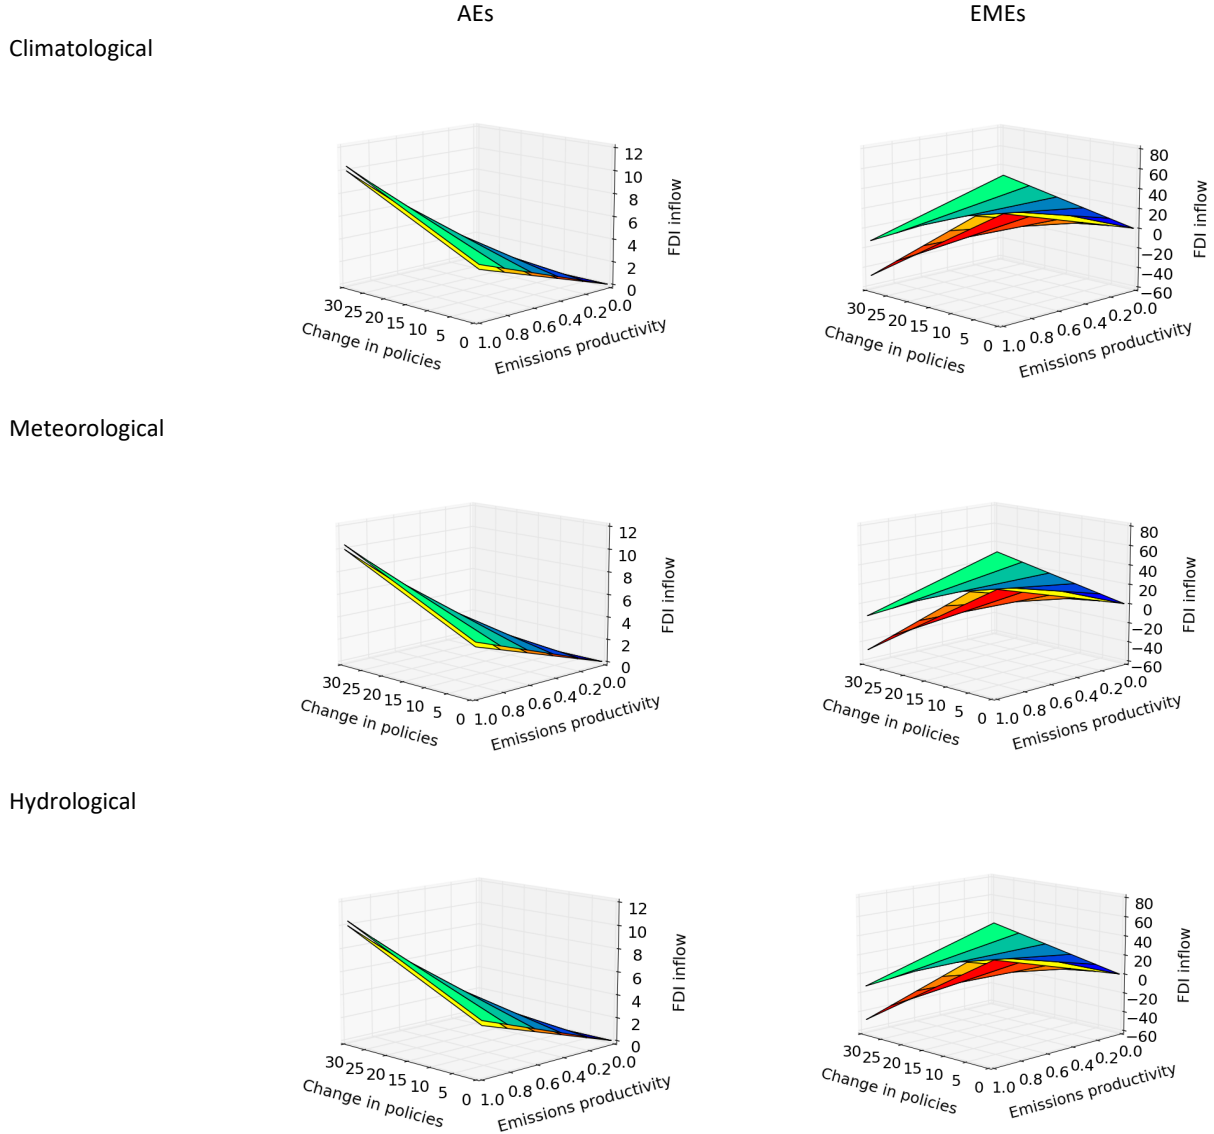 AEs EMEs
Climatological
12
10
8
6
4
2
0
FDI inflow
30 25 20 15 10 5 0
Change in policies
1.0 0.8 0.6 0.4 0.2 0.0
Emissions productivity
80
60
40
20
0
−20
−40
−60
FDI inflow
30 25 20 15 10 5 0
Change in policies
1.0 0.8 0.6 0.4 0.2 0.0
Emissions productivity
Meteorological
12
10
8
6
4
2
0
FDI inflow
30 25 20 15 10 5 0
Change in policies
1.0 0.8 0.6 0.4 0.2 0.0
Emissions productivity
80
60
40
20
0
−20
−40
−60
FDI inflow
30 25 20 15 10 5 0
Change in policies
1.0 0.8 0.6 0.4 0.2 0.0
Emissions productivity
Hydrological
12
10
8
6
4
2
0
FDI inflow
30 25 20 15 10 5 0
Change in policies
1.0 0.8 0.6 0.4 0.2 0.0
Emissions productivity
80
60
40
20
0
−20
−40
−60
FDI inflow
30 25 20 15 10 5 0
Change in policies
1.0 0.8 0.6 0.4 0.2 0.0
Emissions productivity